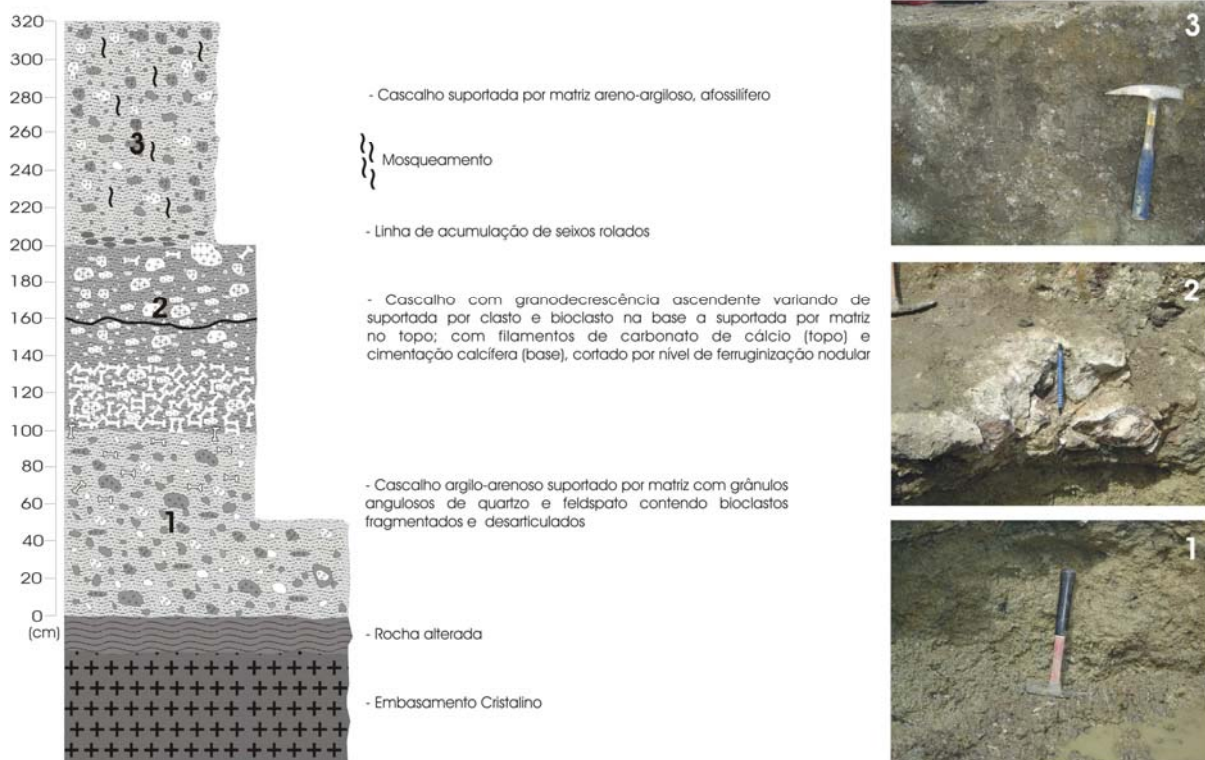 320
300
280
260
240
220
200
180
160
140
120
100
80
60
40
20
0
(cm)
3
2
1
- Cascalho suportada por matriz areno-argiloso, afossilífero
Mosqueamento
- Linha de acumulação de seixos rolados
- Cascalho com granodecrescência ascendente variando de
suportada por clasto e bioclasto na base a suportada por matriz
no topo; com filamentos de carbonato de cálcio (topo) e
cimentação calcífera (base), cortado por nível de ferruginização nodular
- Cascalho argilo-arenoso suportado por matriz com grânulos
angulosos de quartzo e feldspato contendo bioclastos
fragmentados e desarticulados
- Rocha alterada
- Embasamento Cristalino
3
2
1